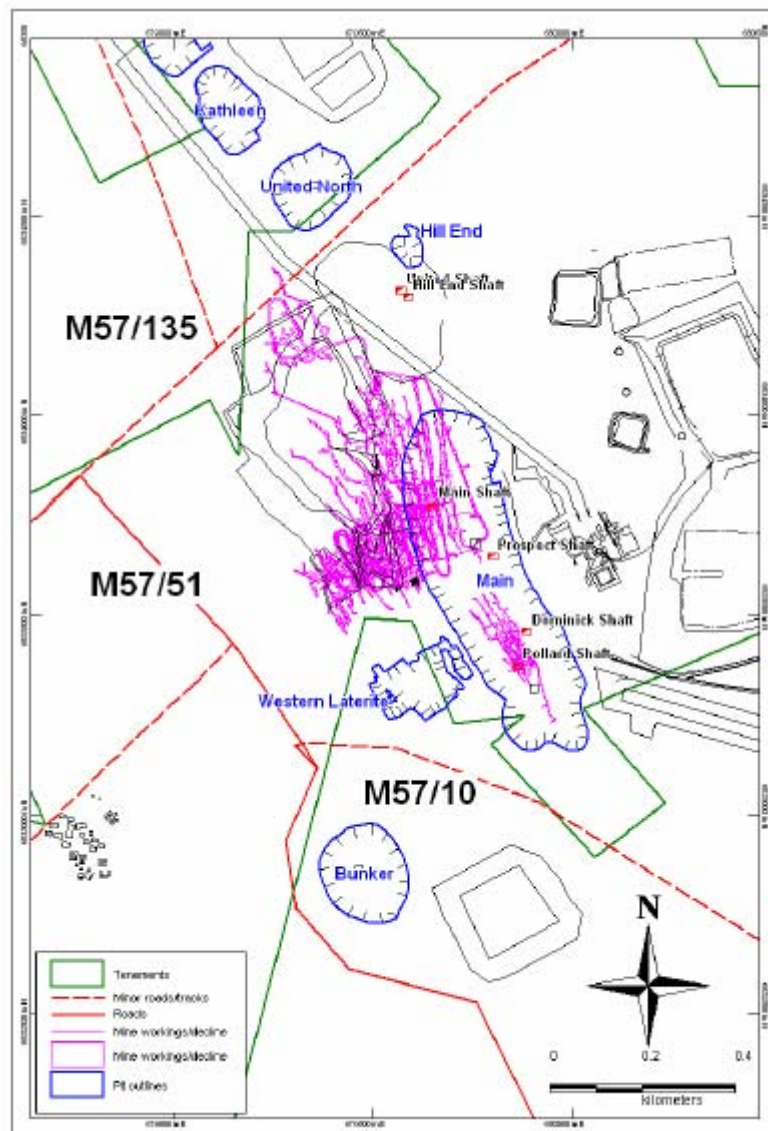 Kathleen
United North
Hill End
Hill End Shaft
M57/135
Main Shaft
Prospect Shaft
M57/51
Main
Dominick Shaft
Pollard Shaft
Western Laterite
M57/10
Bunker
N
Tenements
Minor roads/tracks
Roads
Mine workings/decline
Mine workings/decline
Pit outlines
0 0.2 0.4
kilometers